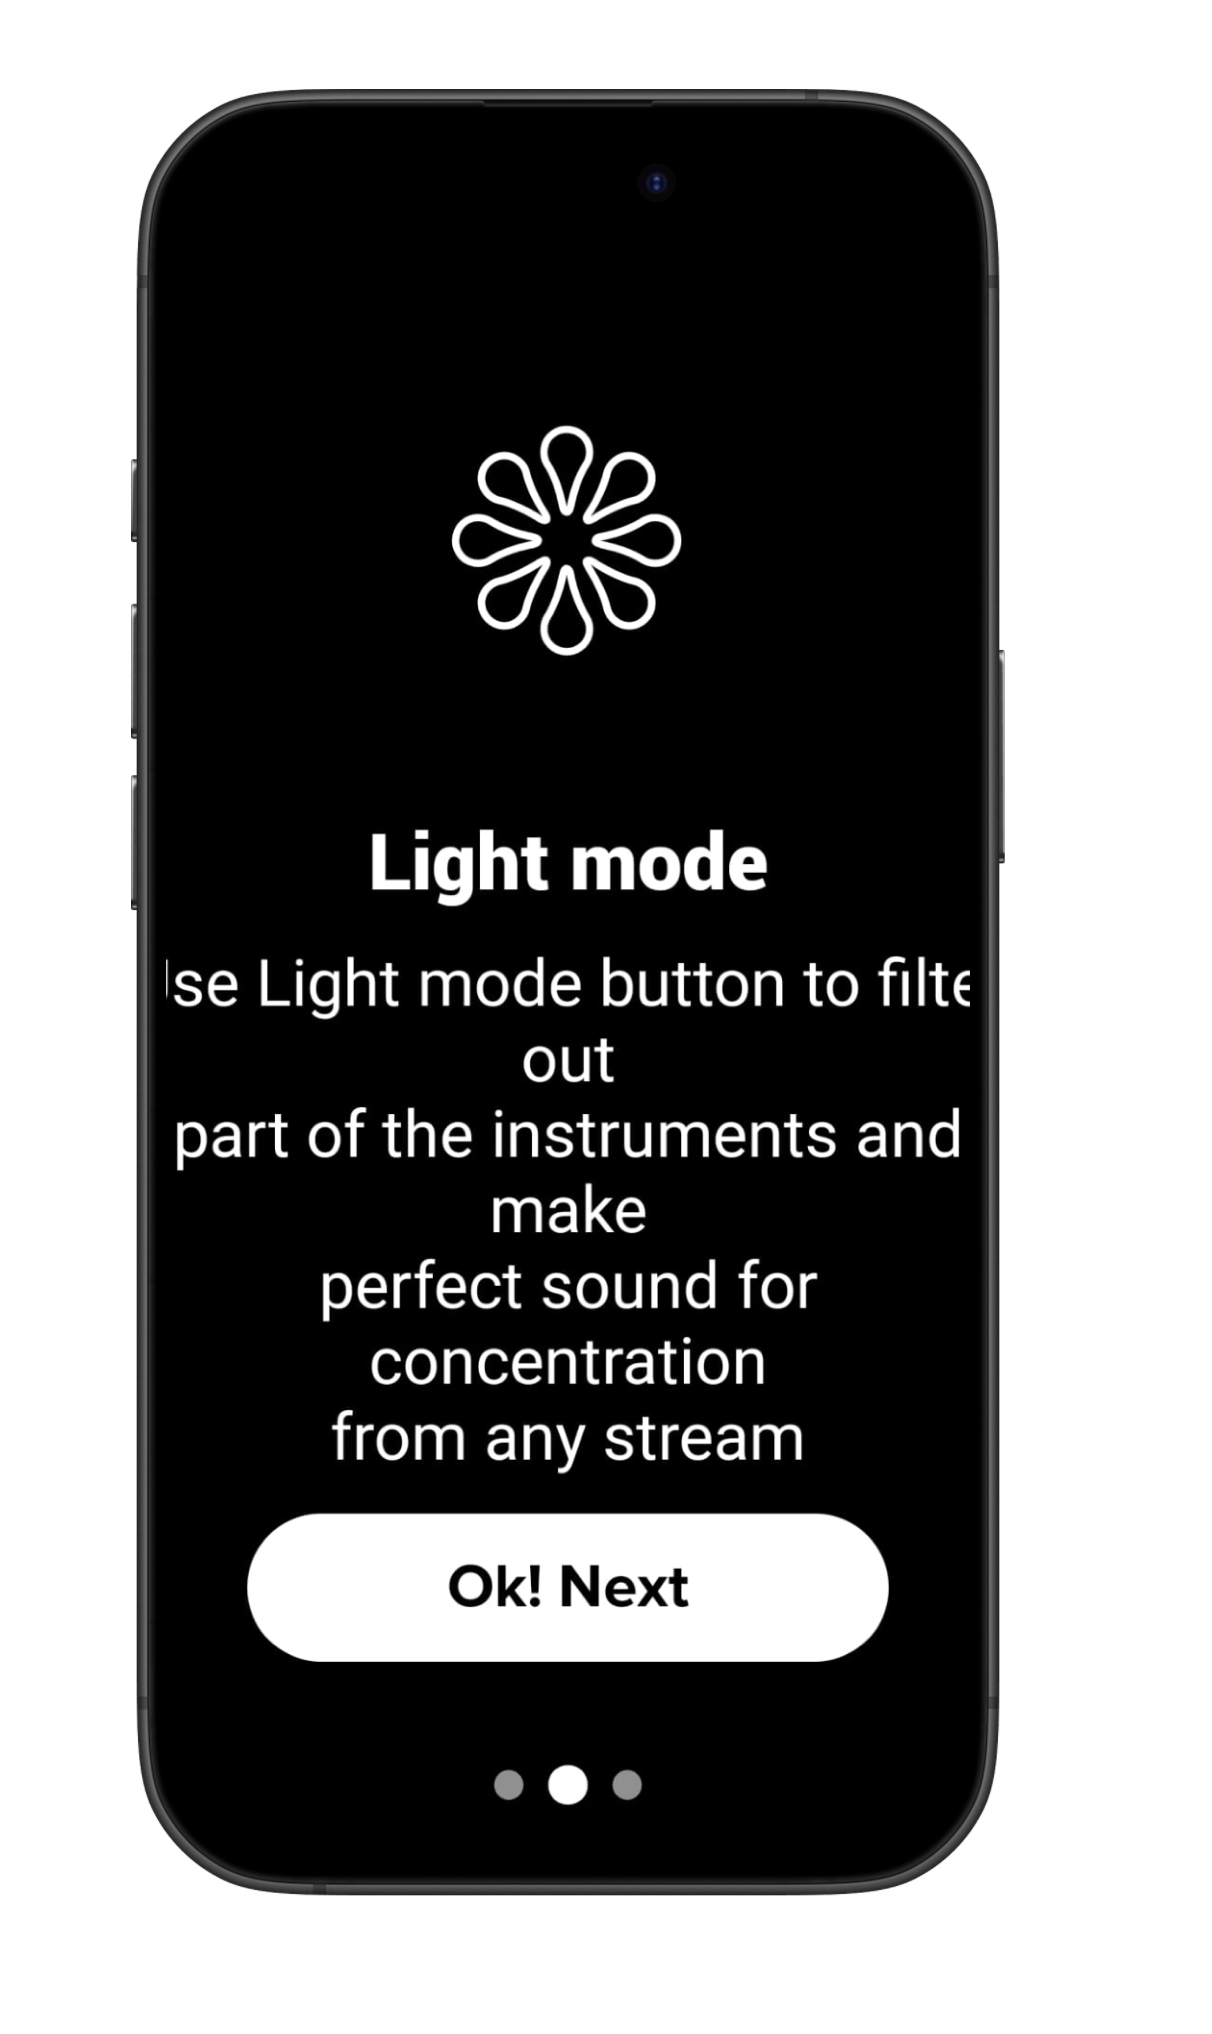 Light mode
se Light mode button to filte
out
part of the instruments and
make
perfect sound for
concentration
from any stream
Ok! Next